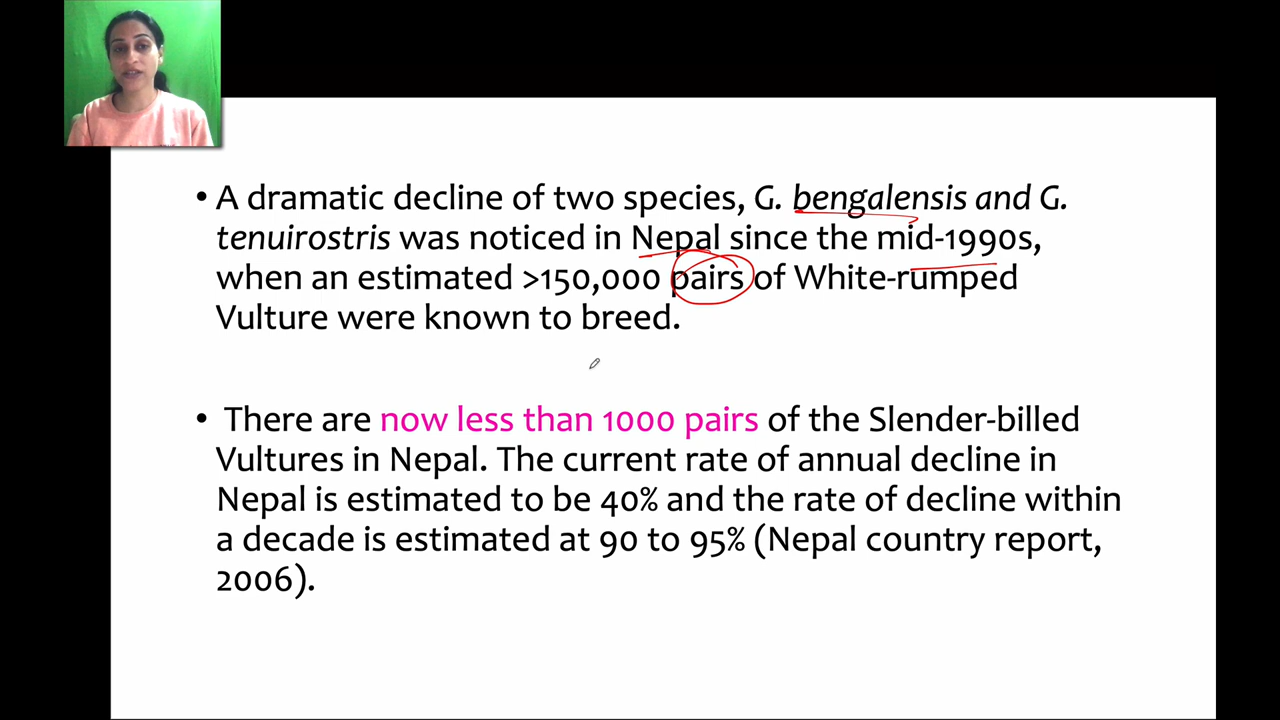 • A dramatic decline of two species, G. bengalensis and G.
tenuirostris was noticed in Nepal since the mid-1990s,
when an estimated >150,000 pairs of White-rumped
Vulture were known to breed.
• There are now less than 1000 pairs of the Slender-billed
Vultures in Nepal. The current rate of annual decline in
Nepal is estimated to be 40% and the rate of decline within
a decade is estimated at 90 to 95% (Nepal country report,
2006).